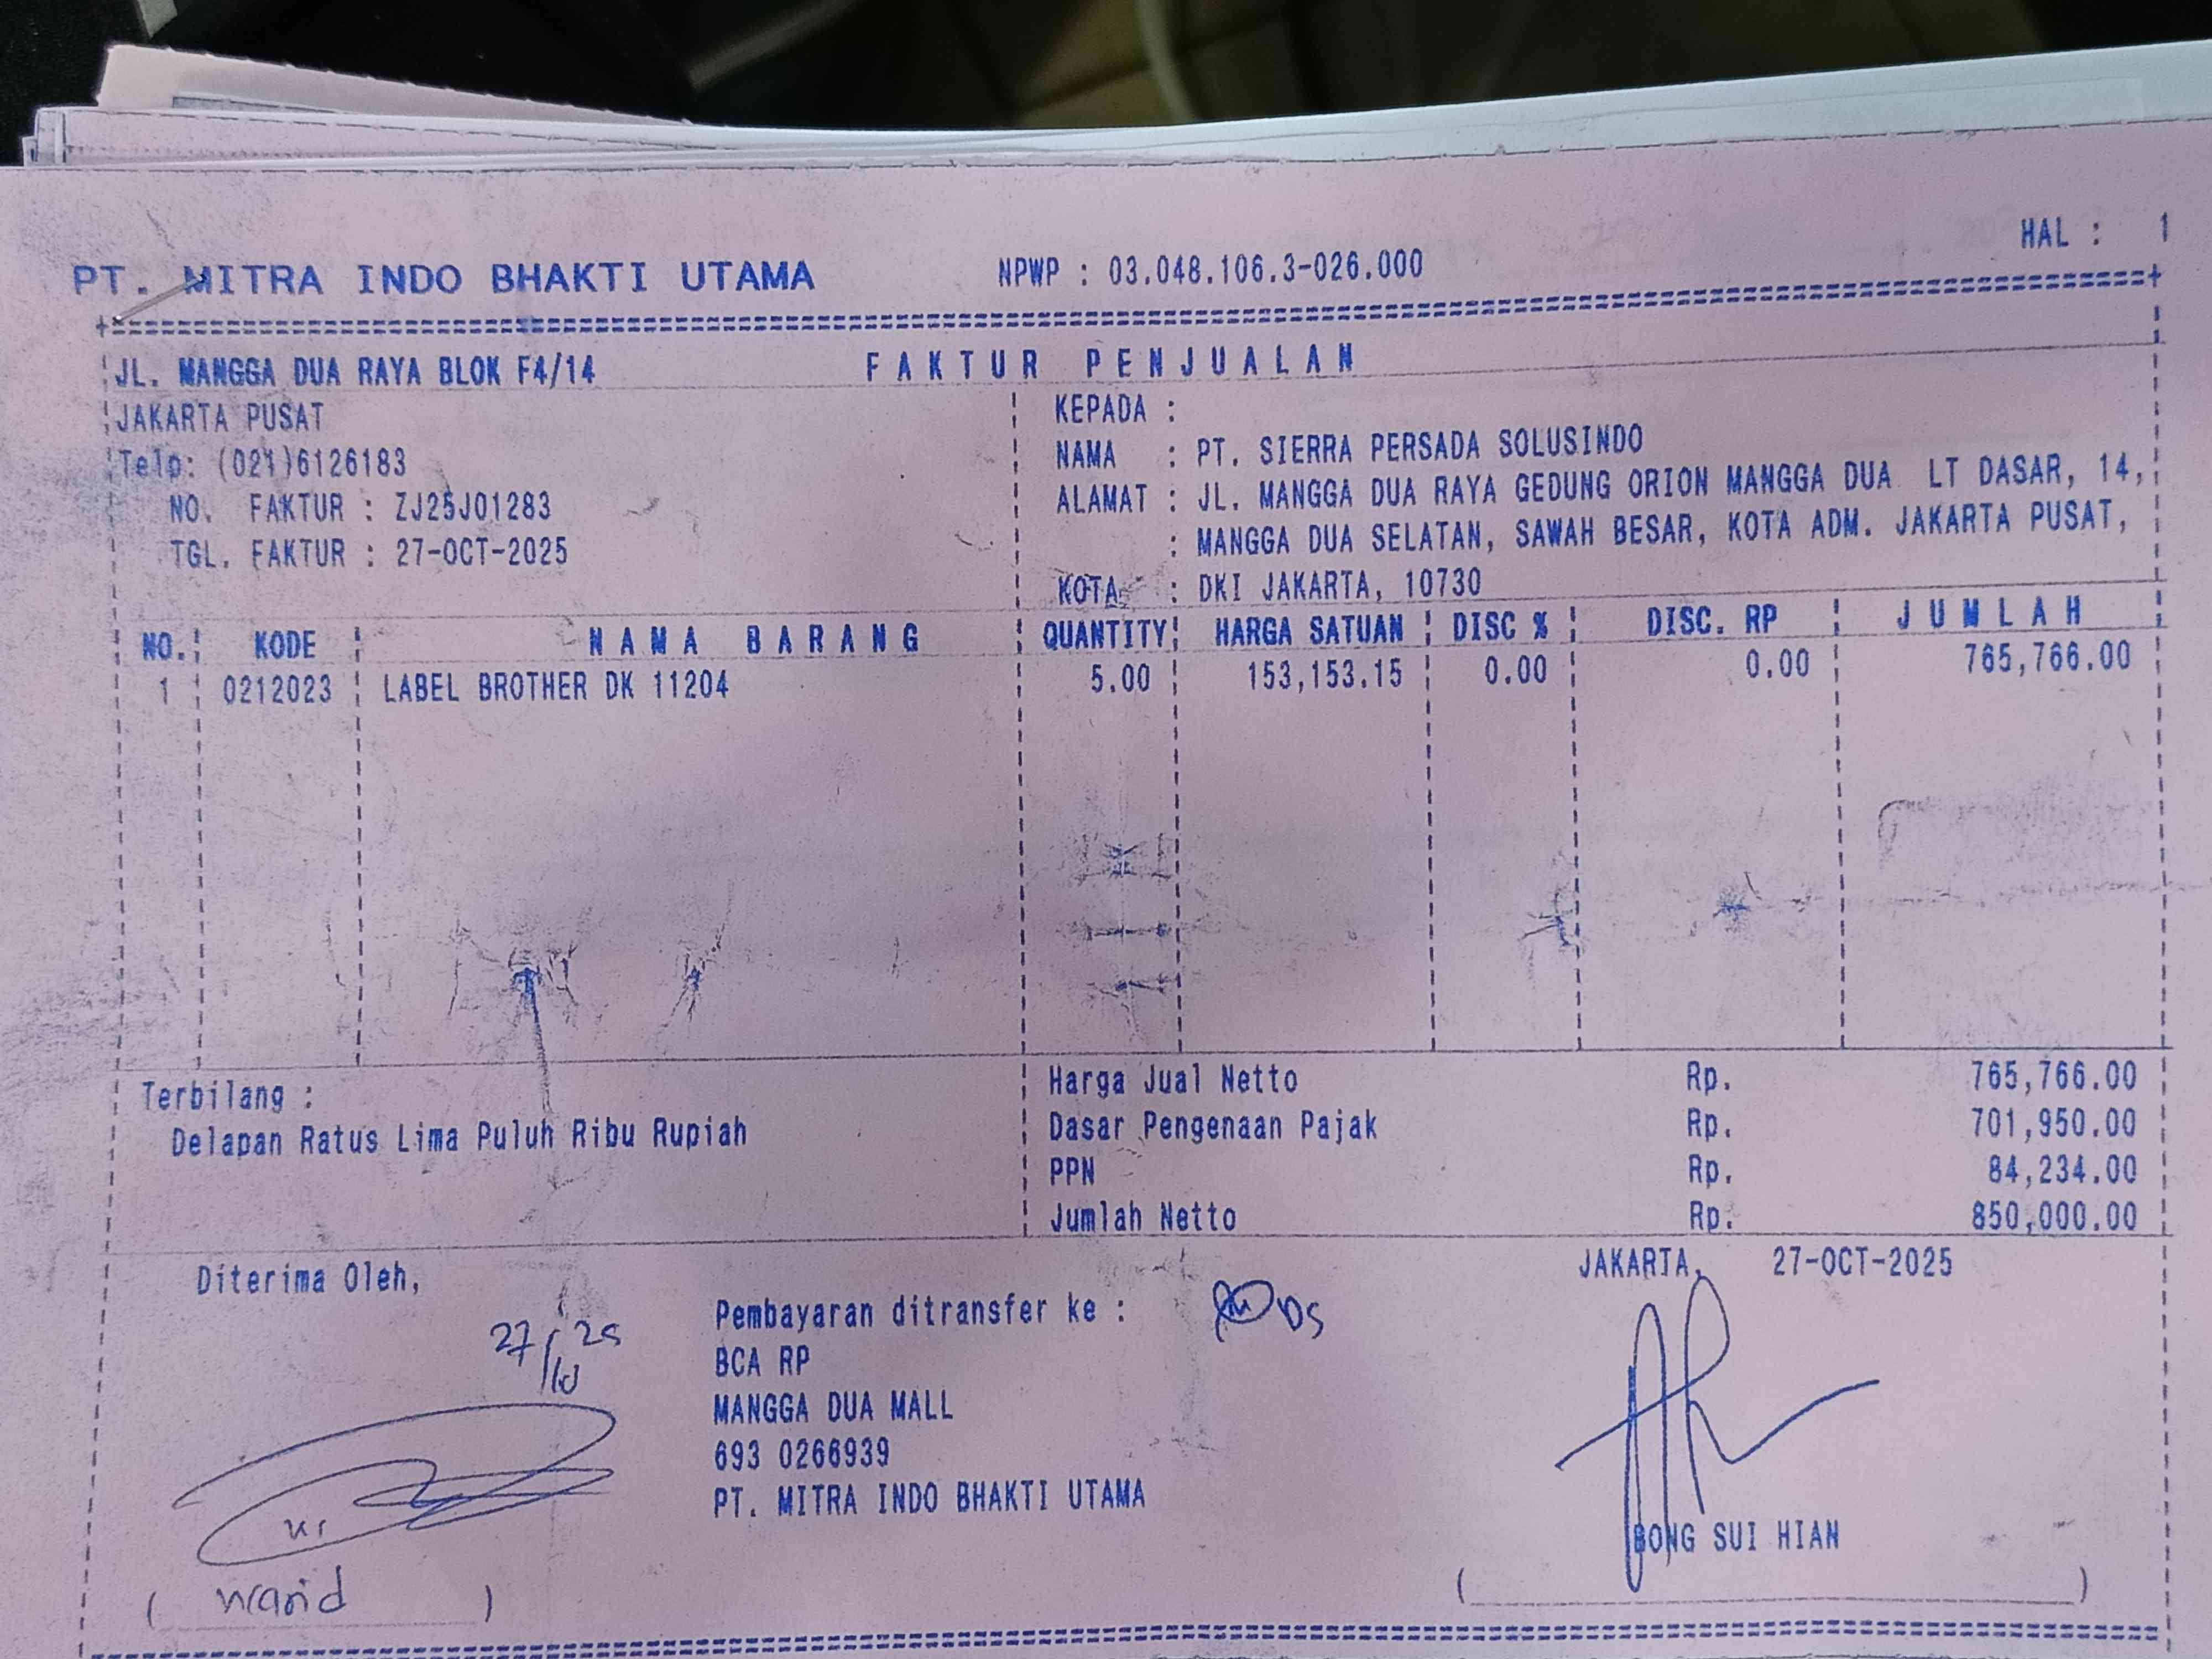 HAL : 1
PT. MITRA INDO BHAKTI UTAMA NPWP : 03.048.106.3-026.000
JL. MANGGA DUA RAYA BLOK F4/14 FAKTUR PENJUALAN
JAKARTA PUSAT
Telp: (021)6126183
NO. FAKTUR : ZJ25J01283
TGL. FAKTUR : 27-OCT-2025
KEPADA :
NAMA : PT. SIERRA PERSADA SOLUSINDO
ALAMAT : JL. MANGGA DUA RAYA GEDUNG ORION MANGGA DUA LT DASAR, 14,
: MANGGA DUA SELATAN, SAWAH BESAR, KOTA ADM. JAKARTA PUSAT,
KOTA : DKI JAKARTA, 10730
NO. KODE NAMA BARANG QUANTITY HARGA SATUAN DISC % DISC. RP JUMLAH
1 0212023 LABEL BROTHER DK 11204 5.00 153,153.15 0.00 0.00 765,766.00
Terbilang :
Delapan Ratus Lima Puluh Ribu Rupiah
Harga Jual Netto Rp. 765,766.00
Dasar Pengenaan Pajak Rp. 701,950.00
PPN Rp. 84,234.00
Jumlah Netto Rp. 850,000.00
JAKARTA, 27-OCT-2025
Diterima Oleh,
27/10 25
Pembayaran ditransfer ke :
BCA RP
MANGGA DUA MALL
693 0266939
PT. MITRA INDO BHAKTI UTAMA
BONG SUI HIAN